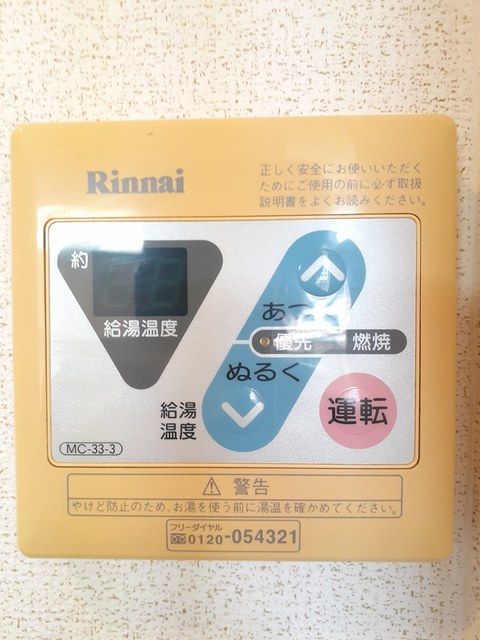 Rinnai
正しく安全にお使いいただく
ためにご使用の前に必ず取扱
説明書をよくお読みください。
約
給湯温度
あつ
優先 燃焼
ぬるく
給湯
温度
運転
MC-33-3
警告
やけど防止のため、お湯を使う前に湯温を確かめてください。
フリーダイヤル
0120-054321